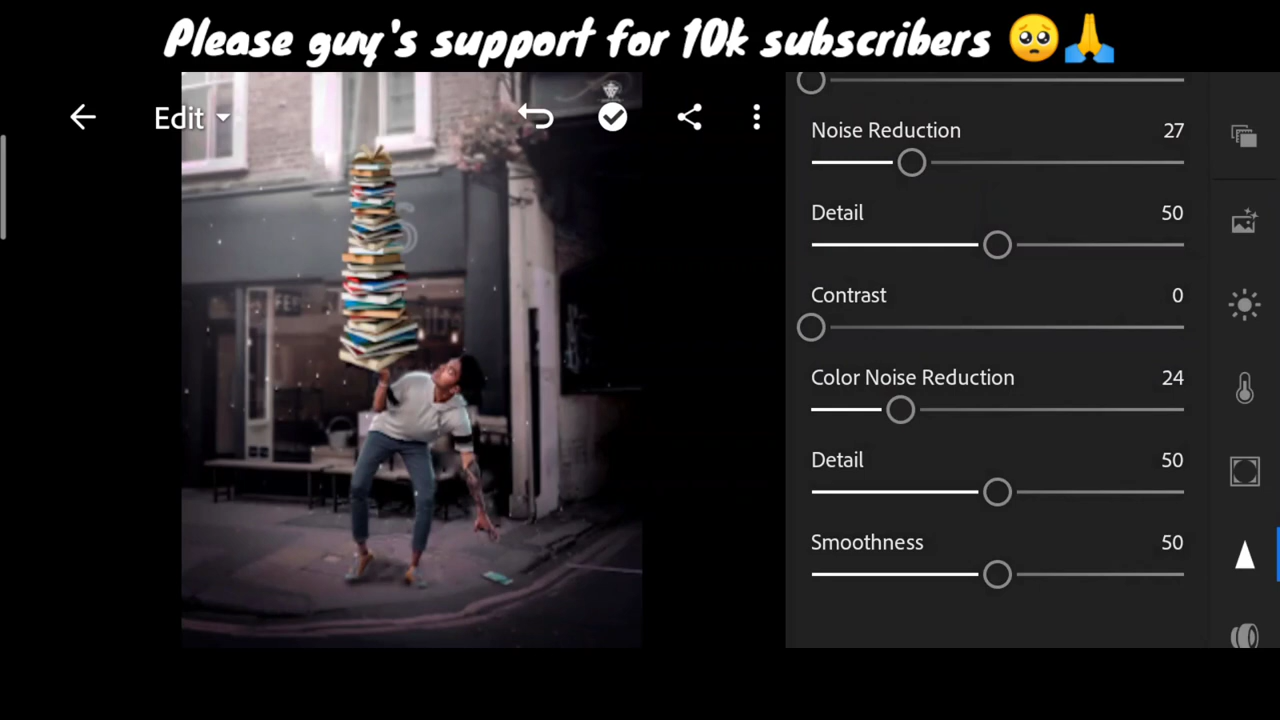 Please guy's support for 10k subscribers 🥺🙏
Edit
Noise Reduction 27
Detail 50
Contrast 0
Color Noise Reduction 24
Detail 50
Smoothness 50